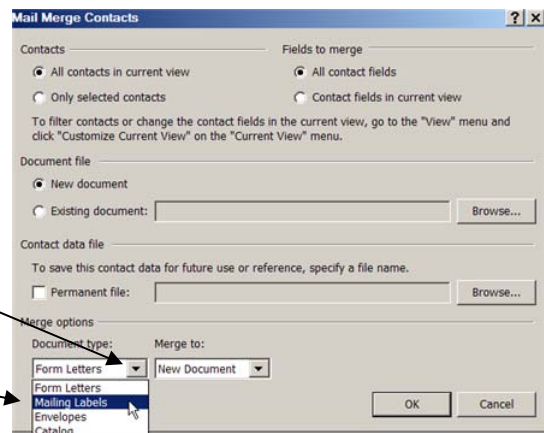 Mail Merge Contacts
Contacts
Fields to merge
All contacts in current view
All contact fields
Only selected contacts
Contact fields in current view
To filter contacts or change the contact fields in the current view, go to the "View" menu and
click "Customize Current View" on the "Current View" menu.
Document file
New document
Existing document:
Browse...
Contact data file
To save this contact data for future use or reference, specify a file name.
Permanent file:
Browse...
Merge options
Document type:
Merge to:
Form Letters
New Document
Form Letters
Mailing Labels
Envelopes
Catalog
OK
Cancel